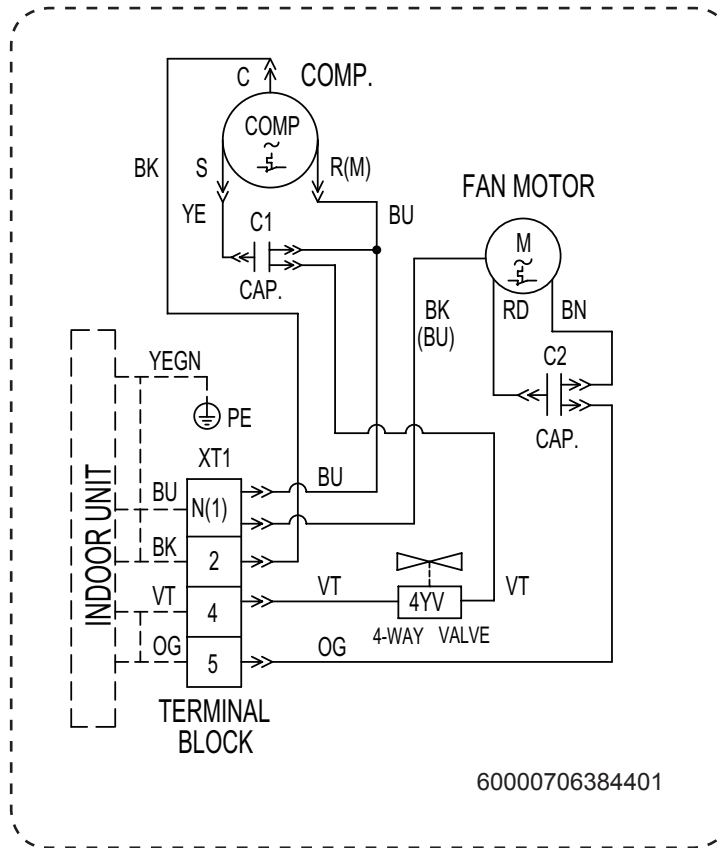 C
COMP.
COMP
~
BK
S
R(M)
YE
C1
BU
CAP.
FAN MOTOR
M
~
BK
(BU)
RD
BN
C2
CAP.
YEGN
PE
XT1
INDOOR UNIT
BU
N(1)
BU
BK
2
VT
4
VT
4YV
VT
4-WAY VALVE
OG
5
OG
TERMINAL
BLOCK
60000706384401